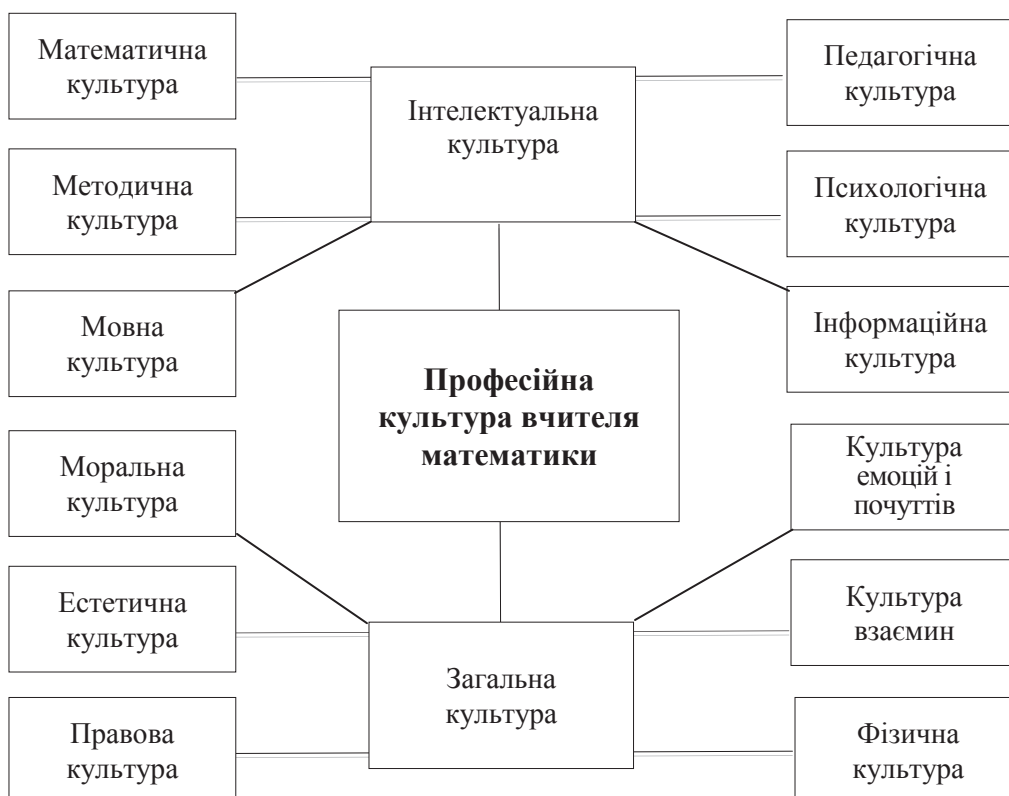 Математична
культура
Інтелектуальна
культура
Педагогічна
культура
Методична
культура
Психологічна
культура
Мовна
культура
Інформаційна
культура
Професійна
культура вчителя
математики
Моральна
культура
Культура
емоцій і
почуттів
Естетична
культура
Культура
взаємин
Загальна
культура
Правова
культура
Фізична
культура